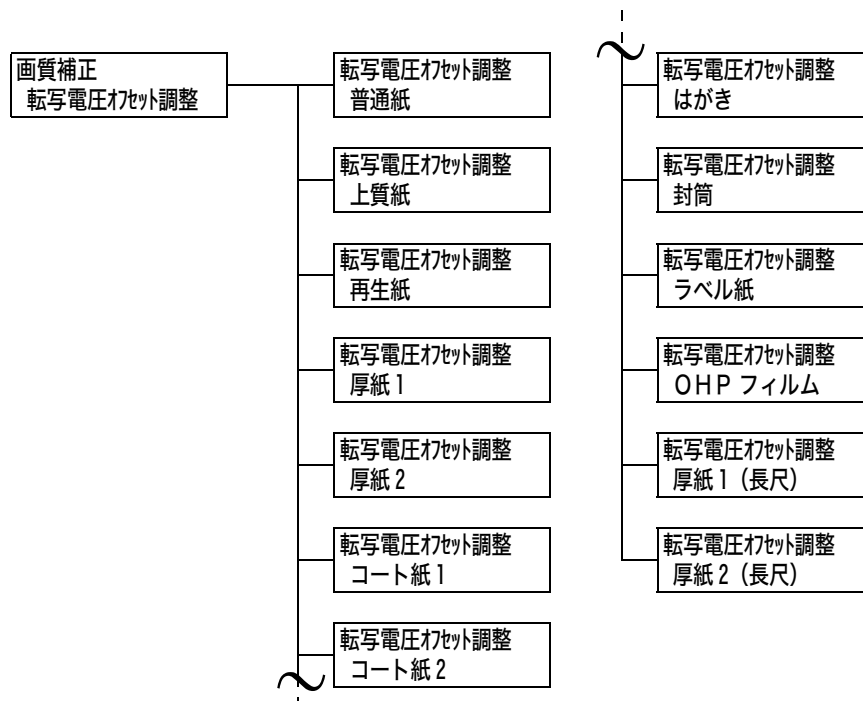 画質補正
転写電圧ｵﾌｾｯﾄ調整
転写電圧ｵﾌｾｯﾄ調整
普通紙
転写電圧ｵﾌｾｯﾄ調整
上質紙
転写電圧ｵﾌｾｯﾄ調整
再生紙
転写電圧ｵﾌｾｯﾄ調整
厚紙1
転写電圧ｵﾌｾｯﾄ調整
厚紙2
転写電圧ｵﾌｾｯﾄ調整
コート紙1
転写電圧ｵﾌｾｯﾄ調整
コート紙2
転写電圧ｵﾌｾｯﾄ調整
はがき
転写電圧ｵﾌｾｯﾄ調整
封筒
転写電圧ｵﾌｾｯﾄ調整
ラベル紙
転写電圧ｵﾌｾｯﾄ調整
ＯＨＰ フィルム
転写電圧ｵﾌｾｯﾄ調整
厚紙1（長尺）
転写電圧ｵﾌｾｯﾄ調整
厚紙2（長尺）